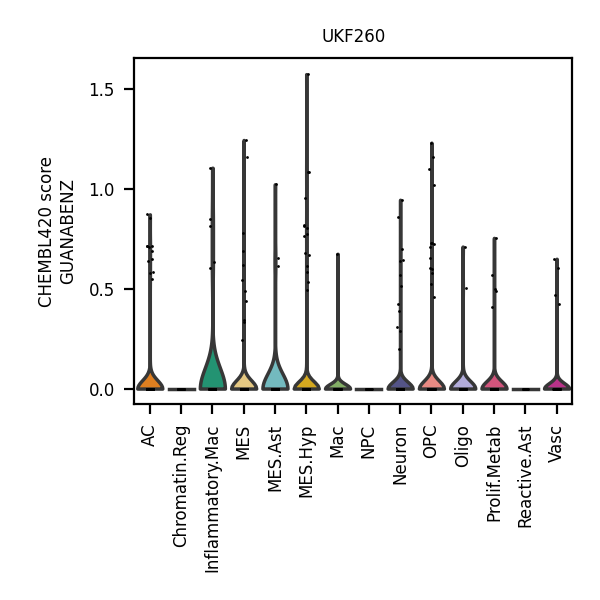 UKF260
CHEMBL420 score
GUANABENZ
1.5
1.0
0.5
0.0
AC
Chromatin.Reg
Inflammatory.Mac
MES
MES.Ast
MES.Hyp
Mac
NPC
Neuron
OPC
Oligo
Prolif.Metab
Reactive.Ast
Vasc